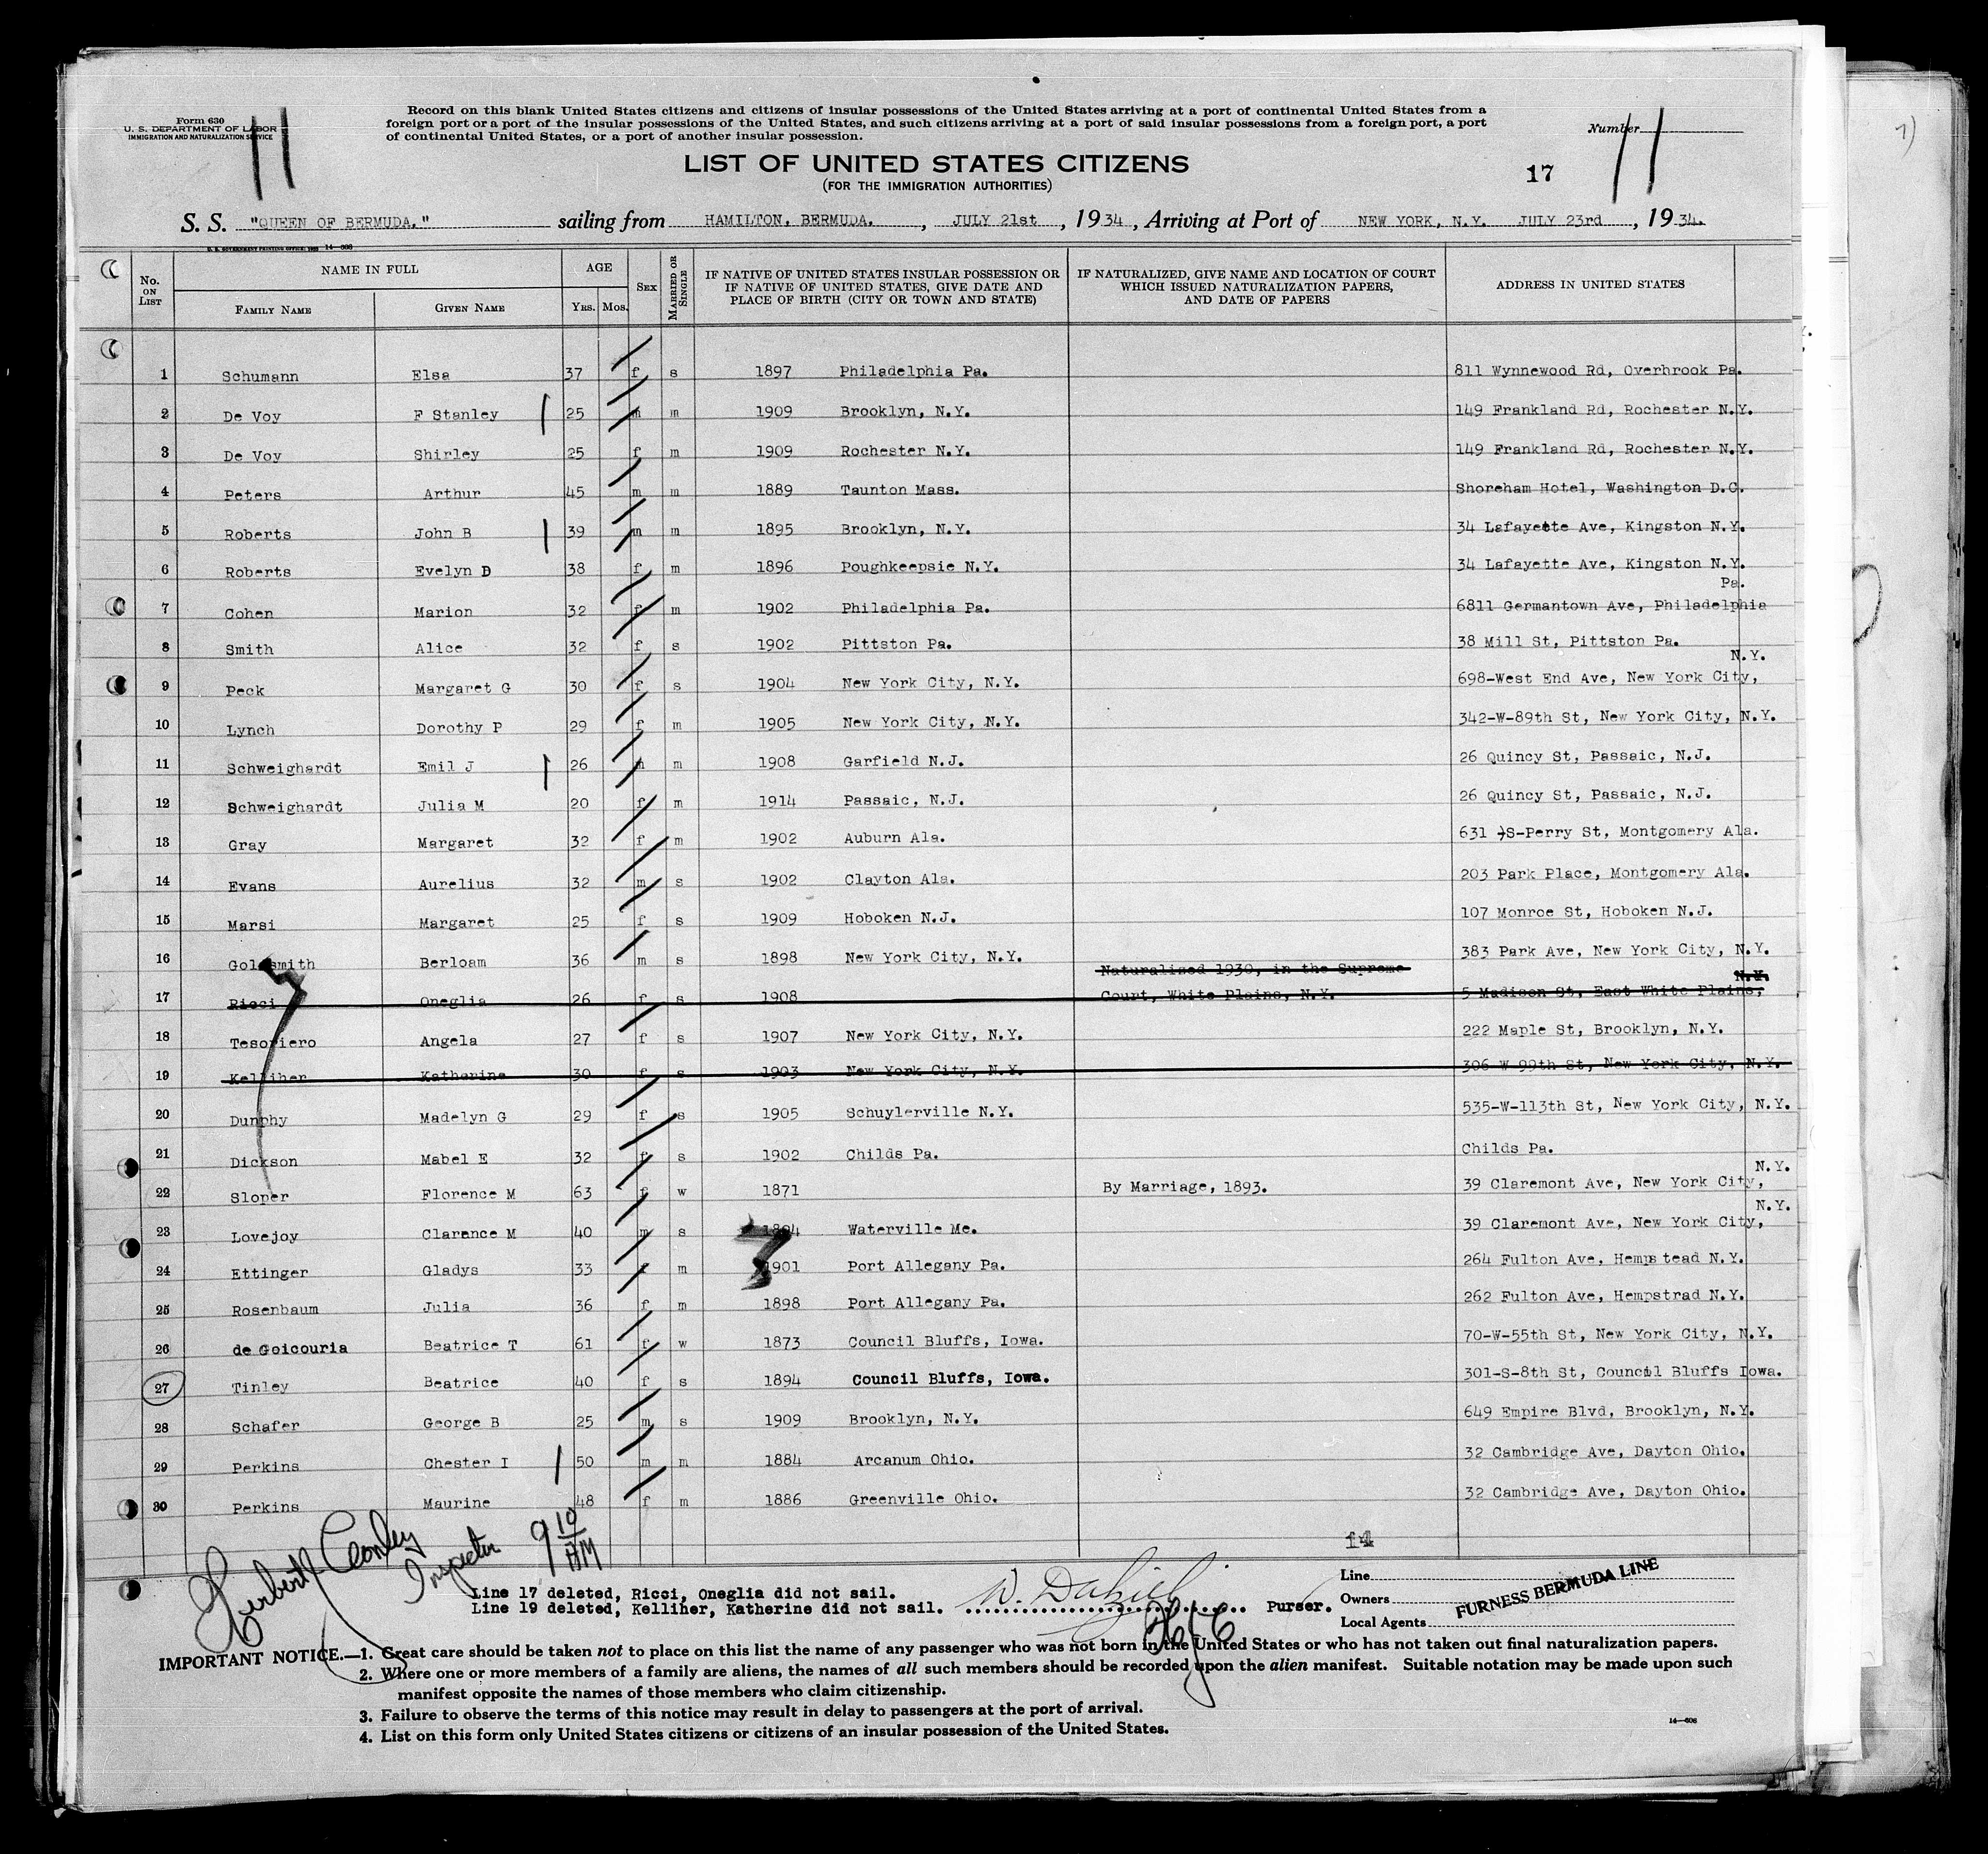 Form 630
U. S. DEPARTMENT OF LABOR
IMMIGRATION AND NATURALIZATION SERVICE
11
Record on this blank United States citizens and citizens of insular possessions of the United States arriving at a port of continental United States from a
foreign port or a port of the insular possessions of the United States, and such citizens arriving at a port of said insular possessions from a foreign port, a port
of continental United States, or a port of another insular possession.
Number
11
LIST OF UNITED STATES CITIZENS
(FOR THE IMMIGRATION AUTHORITIES)
17
S. S. "QUEEN OF BERMUDA." sailing from HAMILTON, BERMUDA. , JULY 21st , 1934 , Arriving at Port of NEW YORK, N.Y. JULY 23rd , 1934.
No. ON LIST
NAME IN FULL
FAMILY NAME GIVEN NAME
AGE
YRS. MOS.
SEX
MARRIED OR SINGLE
IF NATIVE OF UNITED STATES INSULAR POSSESSION OR
IF NATIVE OF UNITED STATES, GIVE DATE AND
PLACE OF BIRTH (CITY OR TOWN AND STATE)
IF NATURALIZED, GIVE NAME AND LOCATION OF COURT
WHICH ISSUED NATURALIZATION PAPERS,
AND DATE OF PAPERS
ADDRESS IN UNITED STATES
1 Schumann Elsa 37 f s 1897 Philadelphia Pa. 811 Wynnewood Rd, Overbrook Pa.
2 De Voy F Stanley 25 m m 1909 Brooklyn, N.Y. 149 Frankland Rd, Rochester N.Y.
3 De Voy Shirley 25 f m 1909 Rochester N.Y. 149 Frankland Rd, Rochester N.Y.
4 Peters Arthur 45 m m 1889 Taunton Mass. Shoreham Hotel, Washington D.C.
5 Roberts John B 39 m m 1895 Brooklyn, N.Y. 34 Lafayette Ave, Kingston N.Y.
6 Roberts Evelyn D 38 f m 1896 Poughkeepsie N.Y. 34 Lafayette Ave, Kingston N.Y.
Pa.
7 Cohen Marion 32 f m 1902 Philadelphia Pa. 6811 Germantown Ave, Philadelphia
8 Smith Alice 32 f s 1902 Pittston Pa. 38 Mill St, Pittston Pa.
N.Y.
9 Peck Margaret G 30 f s 1904 New York City, N.Y. 698-West End Ave, New York City,
10 Lynch Dorothy P 29 f m 1905 New York City, N.Y. 342-W-89th St, New York City, N.Y.
11 Schweighardt Emil J 26 m m 1908 Garfield N.J. 26 Quincy St, Passaic, N.J.
12 Schweighardt Julia M 20 f m 1914 Passaic, N.J. 26 Quincy St, Passaic, N.J.
13 Gray Margaret 32 f m 1902 Auburn Ala. 631 S-Perry St, Montgomery Ala.
14 Evans Aurelius 32 m s 1902 Clayton Ala. 203 Park Place, Montgomery Ala.
15 Marsi Margaret 25 f s 1909 Hoboken N.J. 107 Monroe St, Hoboken N.J.
16 Goldsmith Berloam 36 m s 1898 New York City, N.Y. 383 Park Ave, New York City, N.Y.
Naturalized 1930, in the Supreme N.Y.
17 Ricci Oneglia 26 f s 1908 Court, White Plains, N.Y. 5 Madison St, East White Plains,
18 Tesoriero Angela 27 f s 1907 New York City, N.Y. 222 Maple St, Brooklyn, N.Y.
19 Kelliher Katherine 30 f s 1903 New York City, N.Y. 306 W 99th St, New York City, N.Y.
20 Dunphy Madelyn G 29 f s 1905 Schuylerville N.Y. 535-W-113th St, New York City, N.Y.
21 Dickson Mabel E 32 f s 1902 Childs Pa. Childs Pa.
N.Y.
22 Sloper Florence M 63 f w 1871 By Marriage, 1893. 39 Claremont Ave, New York City,
N.Y.
23 Lovejoy Clarence M 40 m s 1894 Waterville Me. 39 Claremont Ave, New York City,
24 Ettinger Gladys 33 f m 1901 Port Allegany Pa. 264 Fulton Ave, Hemps tead N.Y.
25 Rosenbaum Julia 36 f m 1898 Port Allegany Pa. 262 Fulton Ave, Hempstrad N.Y.
26 de Goicouria Beatrice T 61 f w 1873 Council Bluffs, Iowa. 70-W-55th St, New York City, N.Y.
27 Tinley Beatrice 40 f s 1894 Council Bluffs, Iowa. 301-S-8th St, Council Bluffs Iowa.
28 Schafer George B 25 m s 1909 Brooklyn, N.Y. 649 Empire Blvd, Brooklyn, N.Y.
29 Perkins Chester I 50 m m 1884 Arcanum Ohio. 32 Cambridge Ave, Dayton Ohio.
30 Perkins Maurine 48 f m 1886 Greenville Ohio. 32 Cambridge Ave, Dayton Ohio.
14
Herbert Inspector 9 10 AM
Line 17 deleted, Ricci, Oneglia did not sail.
Line 19 deleted, Kelliher, Katherine did not sail. Purser.
Line
Owners FURNESS BERMUDA LINE
Local Agents
IMPORTANT NOTICE.—1. Great care should be taken not to place on this list the name of any passenger who was not born in the United States or who has not taken out final naturalization papers.
2. Where one or more members of a family are aliens, the names of all such members should be recorded upon the alien manifest. Suitable notation may be made upon such
manifest opposite the names of those members who claim citizenship.
3. Failure to observe the terms of this notice may result in delay to passengers at the port of arrival.
4. List on this form only United States citizens or citizens of an insular possession of the United States.
14—608